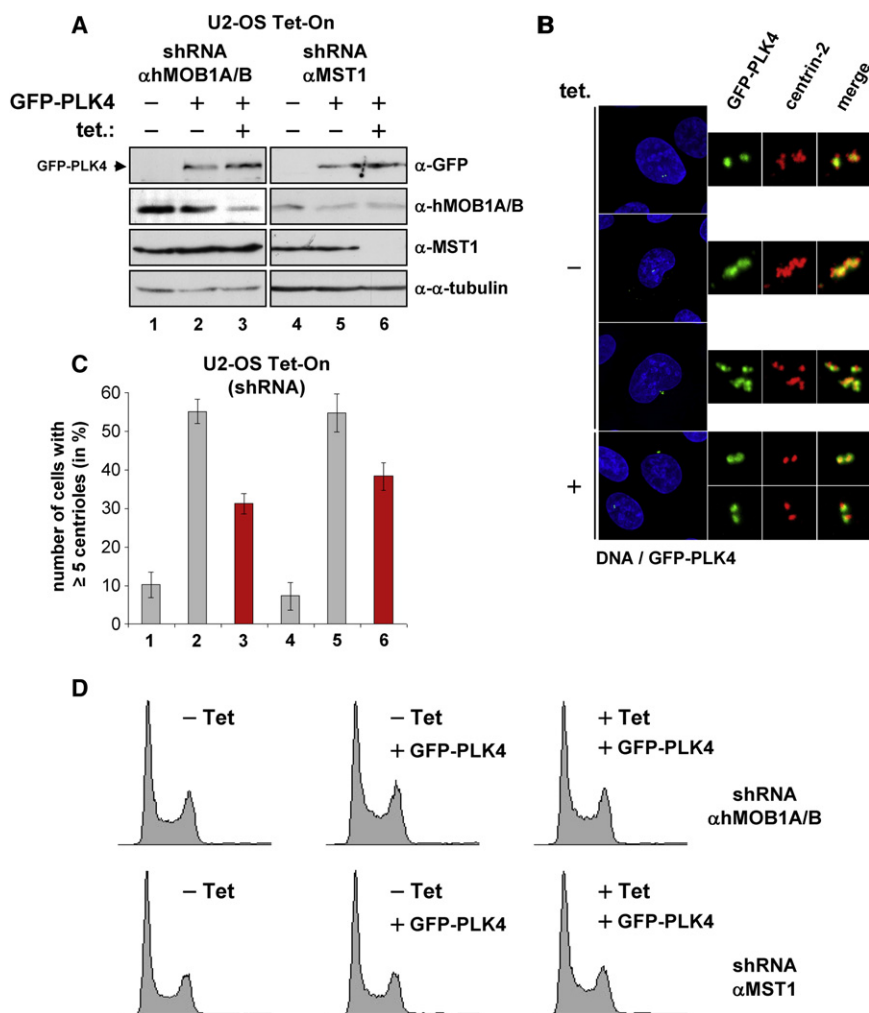 A
U2-OS Tet-On
shRNA αhMOB1A/B
shRNA αMST1
GFP-PLK4 – + + – + +
tet.: – – + – – +
GFP-PLK4
α-GFP
α-hMOB1A/B
α-MST1
α-α-tubulin
1 2 3 4 5 6
B
tet.
GFP-PLK4
centrin-2
merge
–
+
DNA / GFP-PLK4
C
U2-OS Tet-On
(shRNA)
number of cells with
≥ 5 centrioles (in %)
60
50
40
30
20
10
0
1 2 3 4 5 6
D
– Tet
– Tet
+ GFP-PLK4
+ Tet
+ GFP-PLK4
shRNA
αhMOB1A/B
– Tet
– Tet
+ GFP-PLK4
+ Tet
+ GFP-PLK4
shRNA
αMST1